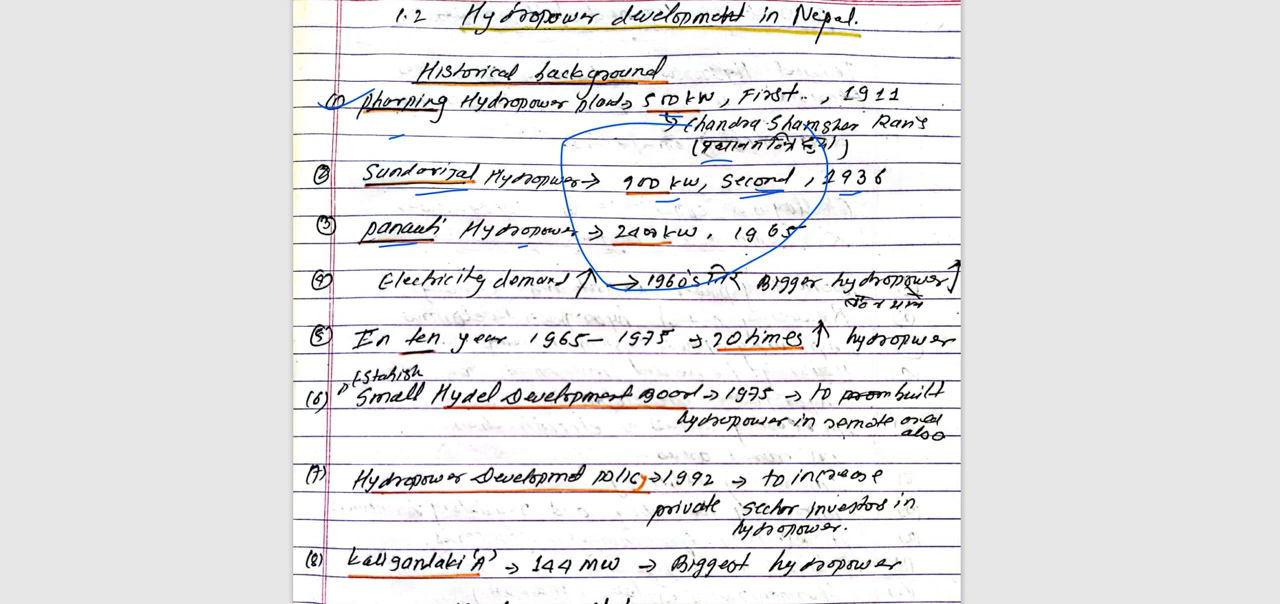 1.2 Hydropower development in Nepal.
Historical background
(1) Pharping Hydropower plant→ 500 kW, First.. , 1911
↳ Chandra Shamsher Rana
② Sundarijal Hydropower → 900 kW, Second , 1936
③ panauti Hydropower → 2400 kW. 1965
④ Electricity demand ↑ → 1960's तिर Bigger hydropower ↑
⑤ In ten year 1965 – 1975 → 20 times ↑ hydropower
Estabish
(6) Small Hydel Development Board → 1975 → to built
hydropower in remote area
also
(7) Hydropower Developmet policy → 1992 → to increase
private sector investors in
hydropower.
(8) Kaligandaki 'A' → 144 MW → Biggest hydropower